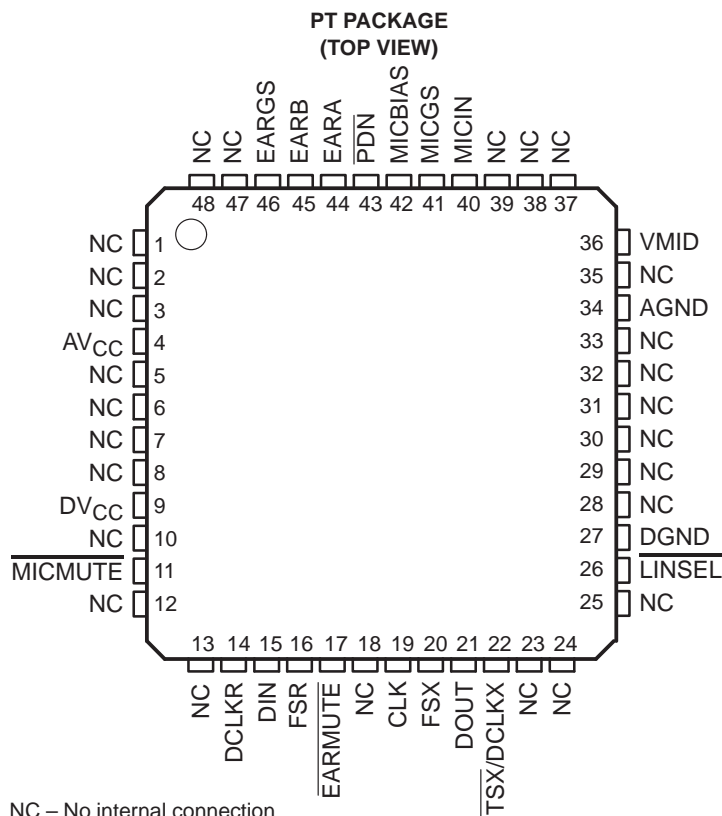 PT PACKAGE
(TOP VIEW)
NC
NC
EARGS
EARB
EARA
PDN
MICBIAS
MICGS
MICIN
NC
NC
NC
48 47 46 45 44 43 42 41 40 39 38 37
NC 1
NC 2
NC 3
AVCC 4
NC 5
NC 6
NC 7
NC 8
DVCC 9
NC 10
MICMUTE 11
NC 12
36 VMID
35 NC
34 AGND
33 NC
32 NC
31 NC
30 NC
29 NC
28 NC
27 DGND
26 LINSEL
25 NC
13 14 15 16 17 18 19 20 21 22 23 24
NC
DCLKR
DIN
FSR
EARMUTE
NC
CLK
FSX
DOUT
TSX/DCLKX
NC
NC
NC – No internal connection